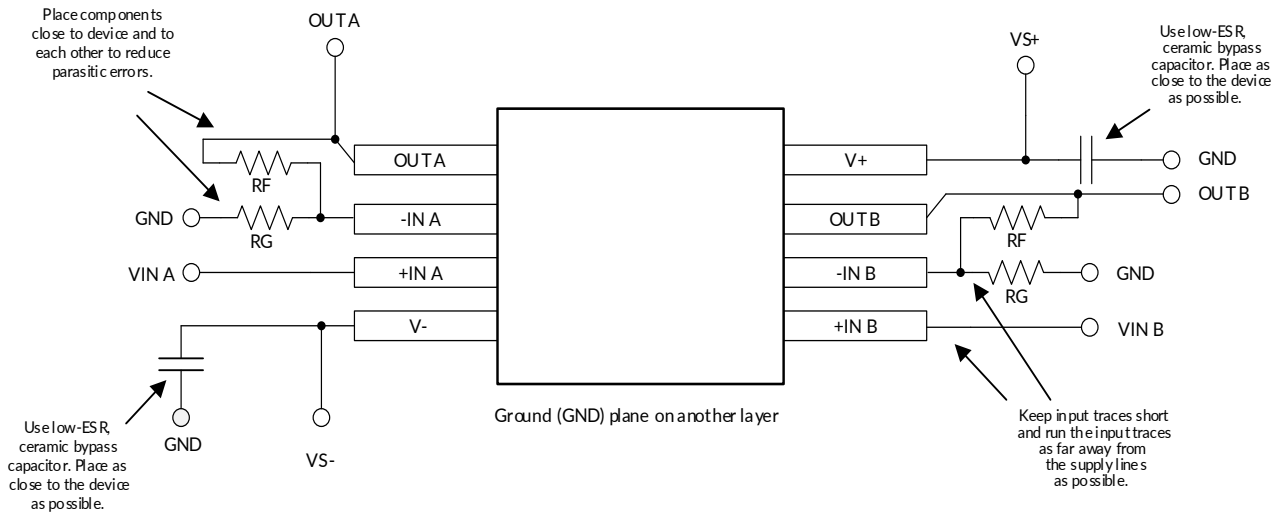 Place components
close to device and to
each other to reduce
parasitic errors.
OUT A
VS+
Use low-ESR,
ceramic bypass
capacitor. Place as
close to the device
as possible.
OUT A
V+
GND
RF
OUT B
GND
-IN A
OUT B
RG
RF
VIN A
+IN A
-IN B
GND
RG
V-
+IN B
VIN B
Ground (GND) plane on another layer
Use low-ESR,
ceramic bypass
capacitor. Place as
close to the device
as possible.
GND
VS-
Keep input traces short
and run the input traces
as far away from
the supply lines
as possible.